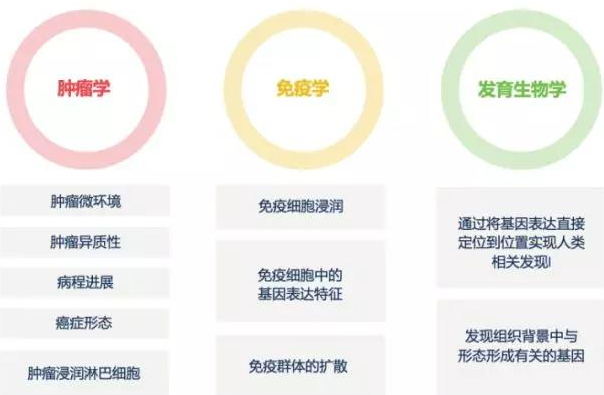 肿瘤学
肿瘤微环境
肿瘤异质性
病程进展
癌症形态
肿瘤浸润淋巴细胞
免疫学
免疫细胞浸润
免疫细胞中的
基因表达特征
免疫群体的扩散
发育生物学
通过将基因表达直接
定位到位置实现人类
相关发现l
发现组织背景中与
形态形成有关的基因